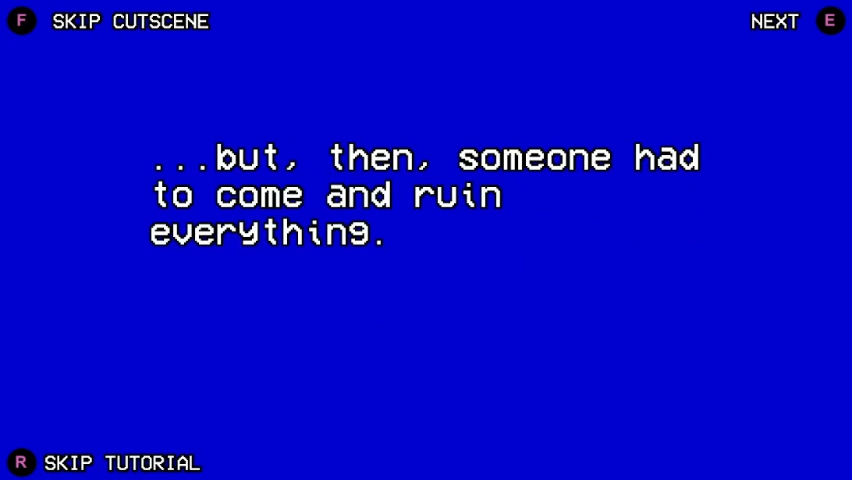 F SKIP CUTSCENE
NEXT E
...but, then, someone had
to come and ruin
everything.
R SKIP TUTORIAL